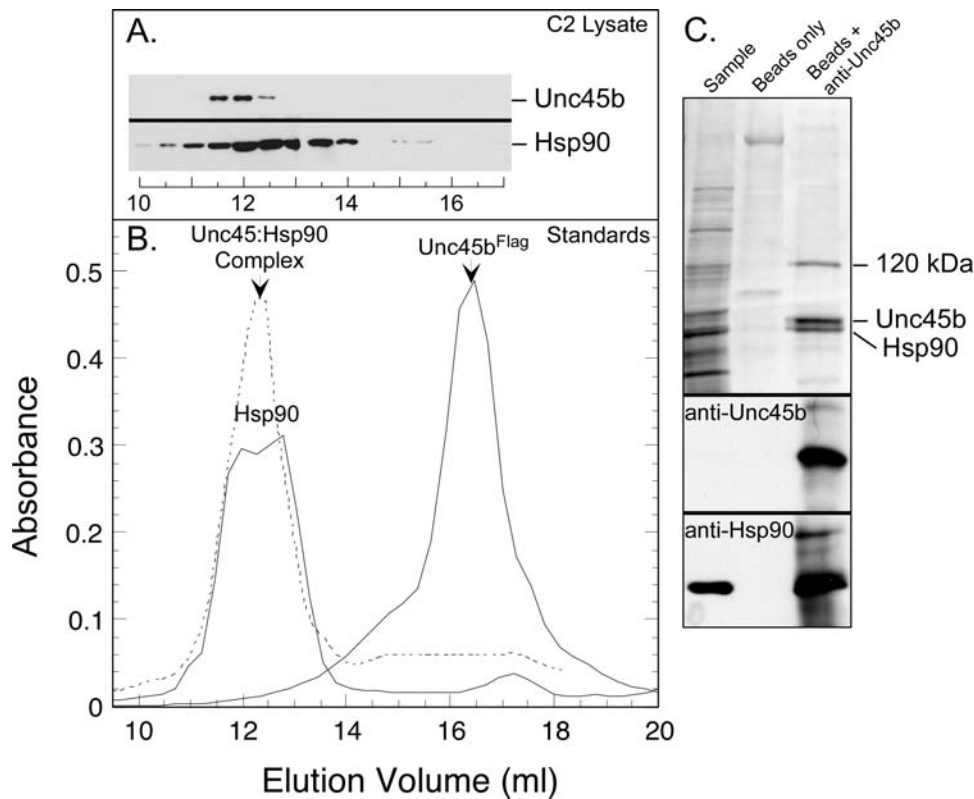 A.
C2 Lysate
Unc45b
Hsp90
10 12 14 16
B.
Unc45:Hsp90
Complex
Unc45b^Flag
Standards
Hsp90
0.5
0.4
0.3
0.2
0.1
0
Absorbance
10 12 14 16 18 20
Elution Volume (ml)
C.
Sample
Beads only
Beads +
anti-Unc45b
120 kDa
Unc45b
Hsp90
anti-Unc45b
anti-Hsp90